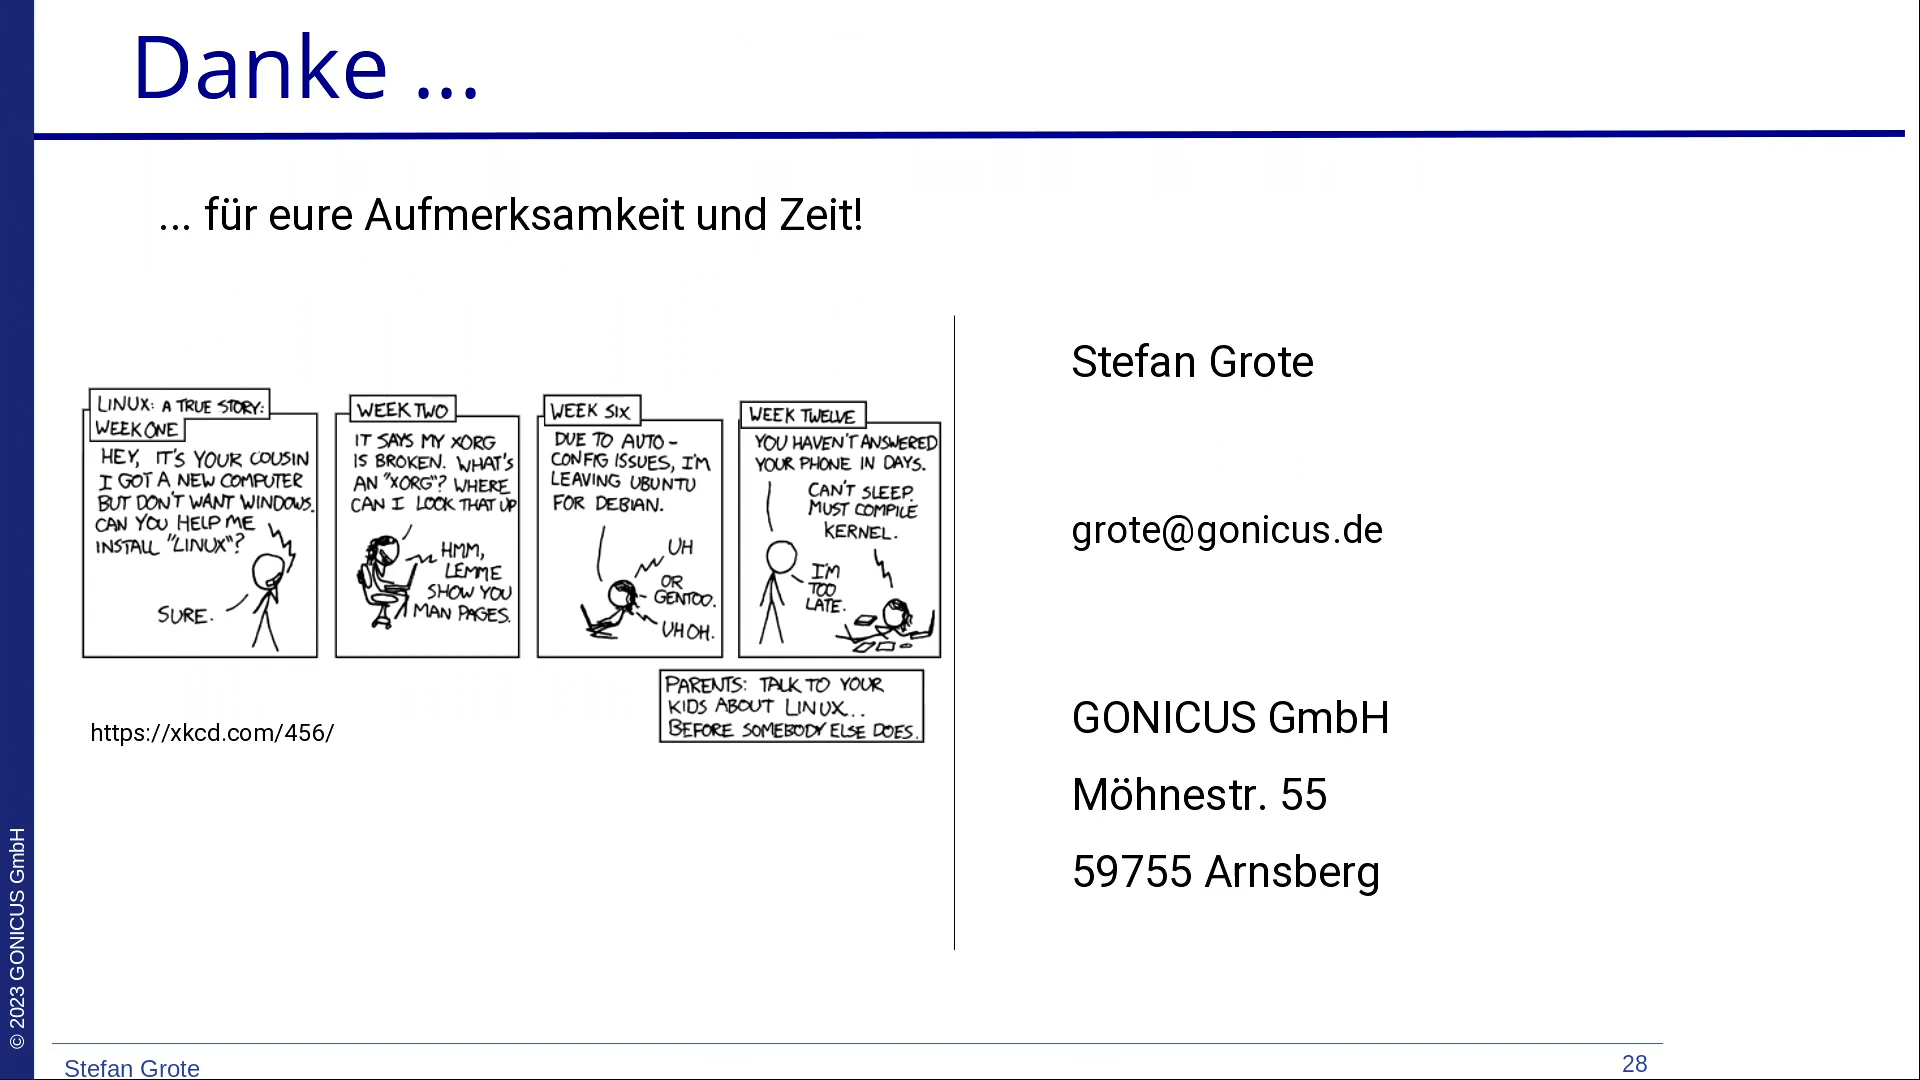 Danke ...
... für eure Aufmerksamkeit und Zeit!
LINUX: A TRUE STORY:
WEEK ONE
HEY, IT'S YOUR COUSIN
I GOT A NEW COMPUTER
BUT DON'T WANT WINDOWS.
CAN YOU HELP ME
INSTALL "LINUX"?
SURE.
WEEK TWO
IT SAYS MY XORG
IS BROKEN. WHAT'S
AN "XORG"? WHERE
CAN I LOOK THAT UP
HMM,
LEMME
SHOW YOU
MAN PAGES.
WEEK SIX
DUE TO AUTO-
CONFIG ISSUES, I'M
LEAVING UBUNTU
FOR DEBIAN.
UH
OR
GENTOO.
UH OH.
WEEK TWELVE
YOU HAVEN'T ANSWERED
YOUR PHONE IN DAYS.
CAN'T SLEEP.
MUST COMPILE
KERNEL.
I'M
TOO
LATE.
PARENTS: TALK TO YOUR
KIDS ABOUT LINUX...
BEFORE SOMEBODY ELSE DOES.
https://xkcd.com/456/
Stefan Grote
grote@gonicus.de
GONICUS GmbH
Möhnestr. 55
59755 Arnsberg
© 2023 GONICUS GmbH
Stefan Grote
28